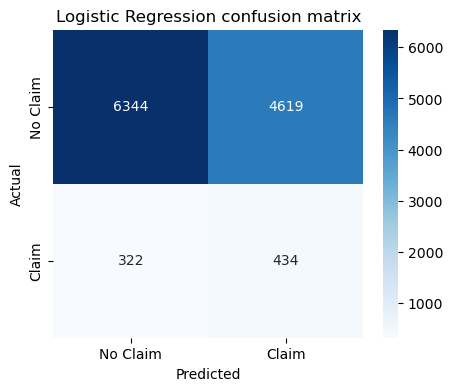 Logistic Regression confusion matrix
Actual
No Claim
Claim
6344
4619
322
434
No Claim
Claim
Predicted
6000
5000
4000
3000
2000
1000